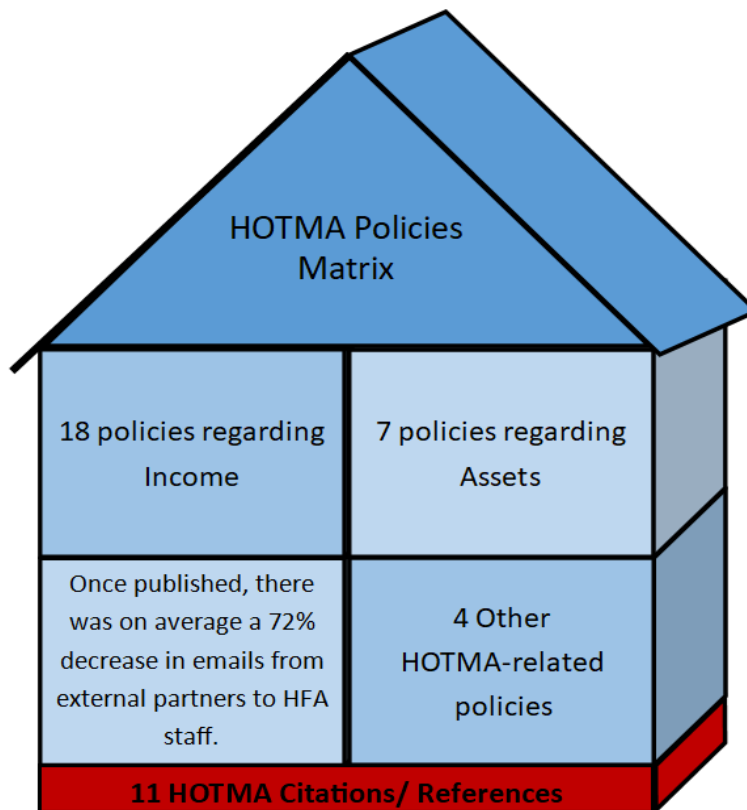 HOTMA Policies
Matrix
18 policies regarding
Income
7 policies regarding
Assets
Once published, there
was on average a 72%
decrease in emails from
external partners to HFA
staff.
4 Other
HOTMA-related
policies
11 HOTMA Citations/ References